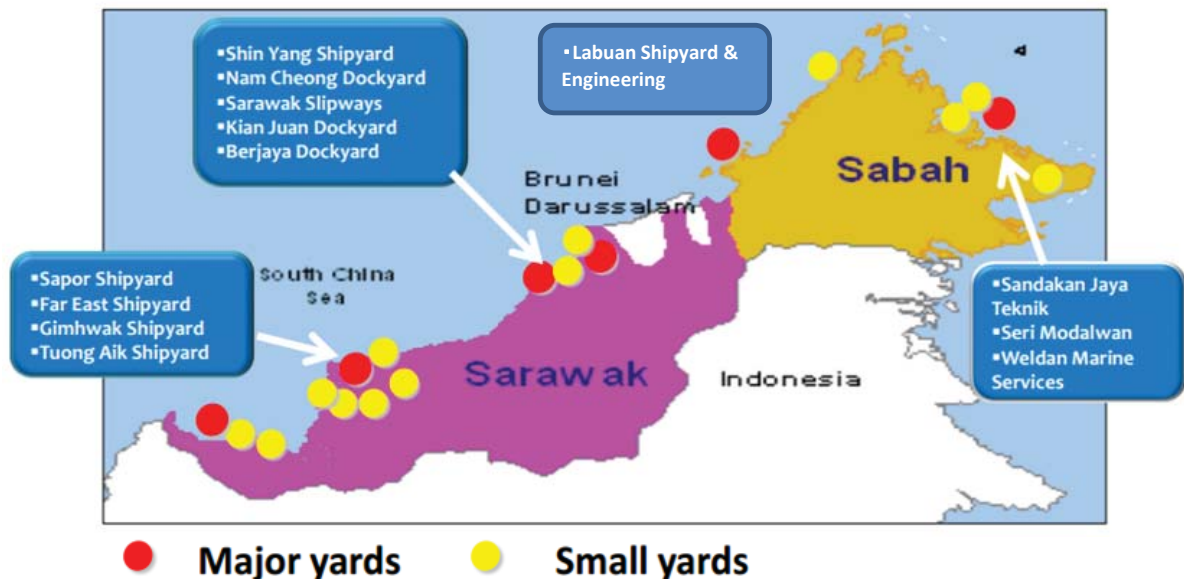 ▪Shin Yang Shipyard
▪Nam Cheong Dockyard
▪Sarawak Slipways
▪Kian Juan Dockyard
▪Berjaya Dockyard
▪Labuan Shipyard &
Engineering
Sabah
Brunei
Darussalam
▪Sapor Shipyard
▪Far East Shipyard
▪Gimhwak Shipyard
▪Tuong Aik Shipyard
South China
Sea
▪Sandakan Jaya
Teknik
▪Seri Modalwan
▪Weldan Marine
Services
Sarawak
Indonesia
Major yards
Small yards